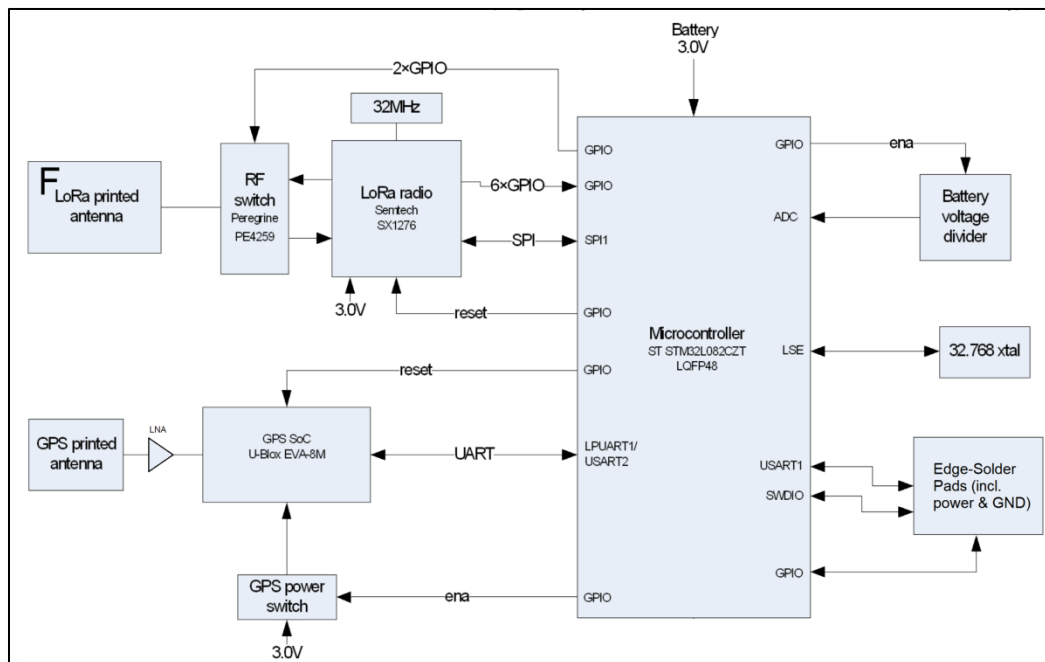 Battery
3.0V
2×GPIO
32MHz
F
LoRa printed
antenna
RF
switch
Peregrine
PE4259
LoRa radio
Semtech
SX1276
6×GPIO
SPI
3.0V
reset
GPIO
GPIO
SPI1
GPIO
GPIO
LPUART1/
USART2
GPIO
Microcontroller
ST STM32L082CZT
LQFP48
GPIO
ADC
LSE
USART1
SWDIO
GPIO
ena
Battery
voltage
divider
32.768 xtal
Edge-Solder
Pads (incl.
power & GND)
reset
GPS printed
antenna
LNA
GPS SoC
U-Blox EVA-8M
UART
GPS power
switch
ena
3.0V